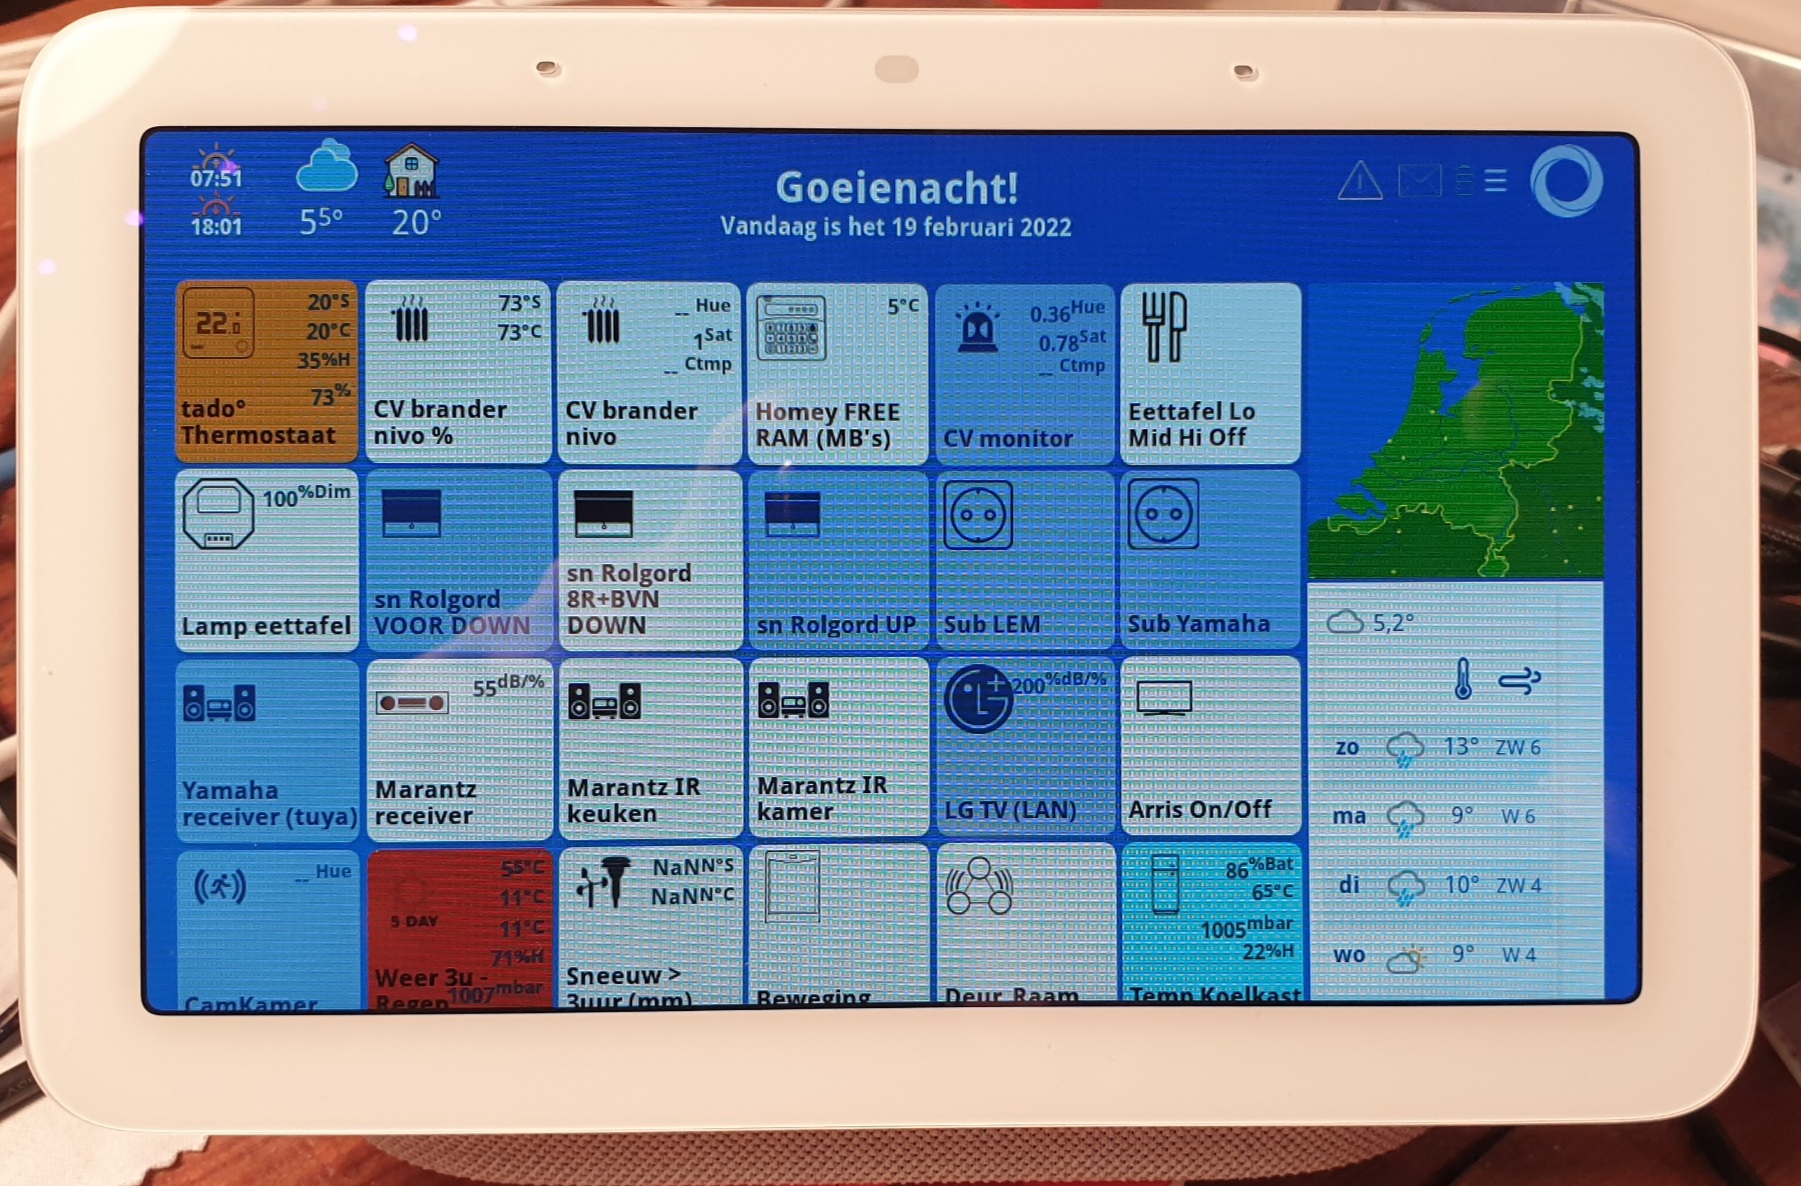 07:51
18:01
5⁵°
20°
Goeienacht!
Vandaag is het 19 februari 2022
22.
20°S
20°C
35%H
73%
tado°
Thermostaat
73°S
73°C
CV brander
nivo %
__ Hue
1Sat
__ Ctmp
CV brander
nivo
5°C
Homey FREE
RAM (MB's)
0.36Hue
0.78Sat
__ Ctmp
CV monitor
Eettafel Lo
Mid Hi Off
100%Dim
Lamp eettafel
sn Rolgord
VOOR DOWN
sn Rolgord
8R+BVN
DOWN
sn Rolgord UP
Sub LEM
Sub Yamaha
5,2°
Yamaha
receiver (tuya)
55dB/%
Marantz
receiver
Marantz IR
keuken
Marantz IR
kamer
200%dB/%
LG TV (LAN)
Arris On/Off
zo 13° ZW 6
ma 9° W 6
di 10° ZW 4
wo 9° W 4
__ Hue
CamKamer
5 DAY
55°C
11°C
11°C
71%H
1007mbar
Weer 3u -
Regen
NaNN°S
NaNN°C
Sneeuw >
3uur (mm)
Beweging
Deur Raam
86%Bat
65°C
1005mbar
22%H
Temp Koelkast